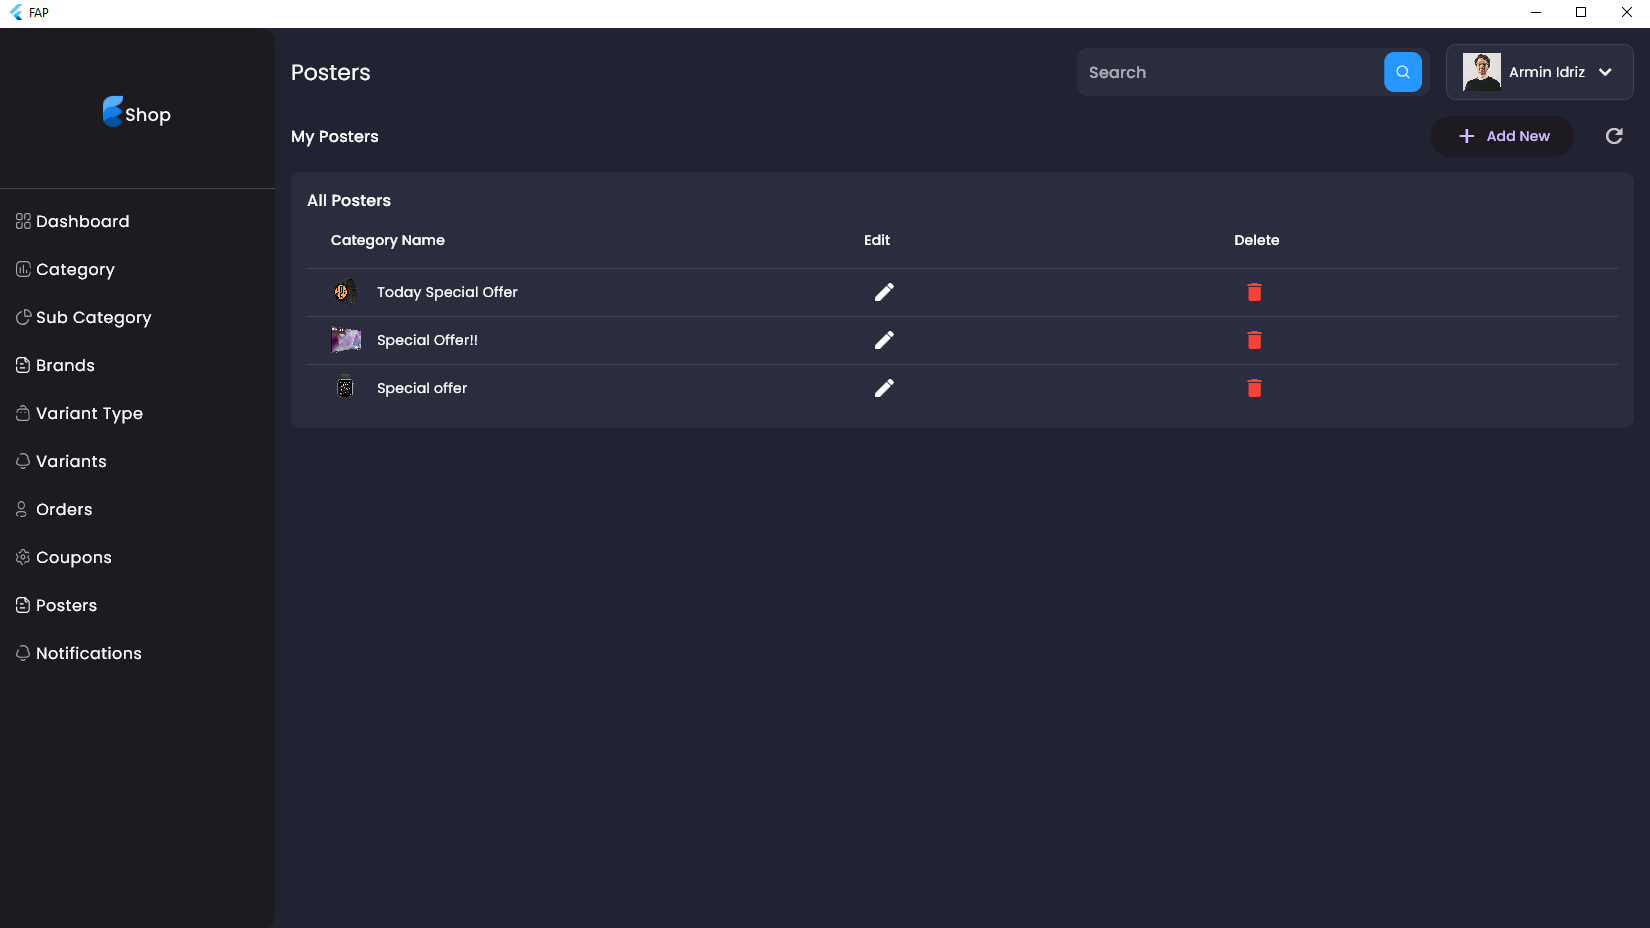 FAP
Shop
Dashboard
Category
Sub Category
Brands
Variant Type
Variants
Orders
Coupons
Posters
Notifications
Posters
Search
Armin Idriz
My Posters
Add New
All Posters
Category Name Edit Delete
Today Special Offer
Special Offer!!
Special offer